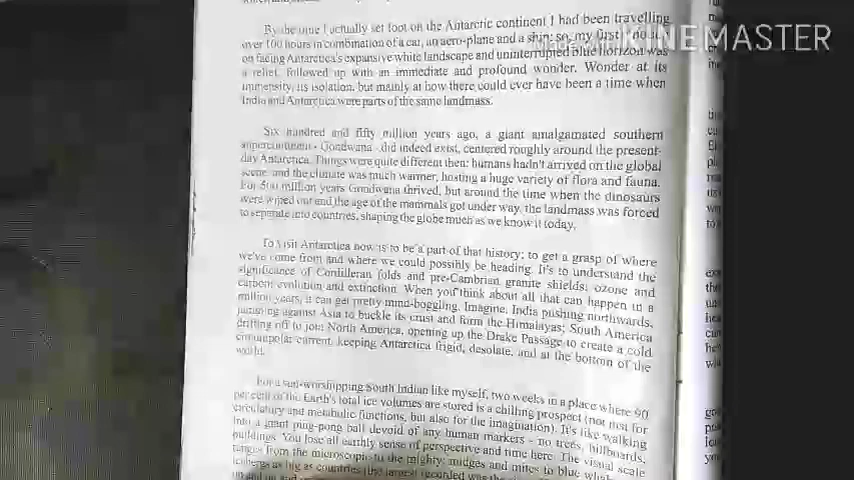 By the time I actually set foot on the Antarctic continent I had been travelling
over 100 hours in combination of a car, an aero-plane and a ship; so, my first
on facing Antarctica's expansive white landscape and uninterrupted blue horizon was
a relief, followed up with an immediate and profound wonder. Wonder at its
immensity, its isolation, but mainly at how there could ever have been a time when
India and Antarctica were parts of the same landmass.
KINEMASTER
Six hundred and fifty million years ago, a giant amalgamated southern
supercontinent - Gondwana - did indeed exist, centered roughly around the present-
day Antarctica. Things were quite different then: humans hadn't arrived on the global
scene, and the climate was much warmer, hosting a huge variety of flora and fauna.
For 500 million years Gondwana thrived, but around the time when the dinosaurs
were wiped out and the age of the mammals got under way, the landmass was forced
to separate into countries, shaping the globe much as we know it today.
To visit Antarctica now is to be a part of that history; to get a grasp of where
we've come from and where we could possibly be heading. It's to understand the
significance of Cordilleran folds and pre-Cambrian granite shields; ozone and
carbon; evolution and extinction. When you think about all that can happen in a
million years, it can get pretty mind-boggling. Imagine, India pushing northwards,
jamming against Asia to buckle its crust and form the Himalayas; South America
drifting off to join North America, opening up the Drake Passage to create a cold
circumpolar current, keeping Antarctica frigid, desolate, and at the bottom of the
world.
For a sun-worshipping South Indian like myself, two weeks in a place where 90
per cent of the Earth's total ice volumes are stored is a chilling prospect (not just for
circulatory and metabolic functions, but also for the imagination). It's like walking
into a giant ping-pong ball devoid of any human markers - no trees, billboards,
buildings. You lose all earthly sense of perspective and time here. The visual scale
ranges from the microscopic to the mighty: midges and mites to blue
icebergs as big as countries (the largest recorded was the